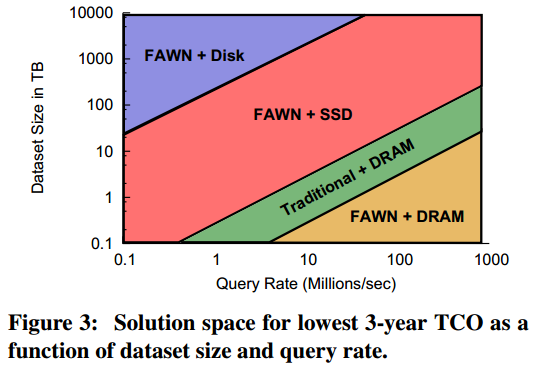 10000
1000
100
10
1
0.1
Dataset Size in TB
FAWN + Disk
FAWN + SSD
Traditional + DRAM
FAWN + DRAM
0.1 1 10 100 1000
Query Rate (Millions/sec)
Figure 3: Solution space for lowest 3-year TCO as a
function of dataset size and query rate.